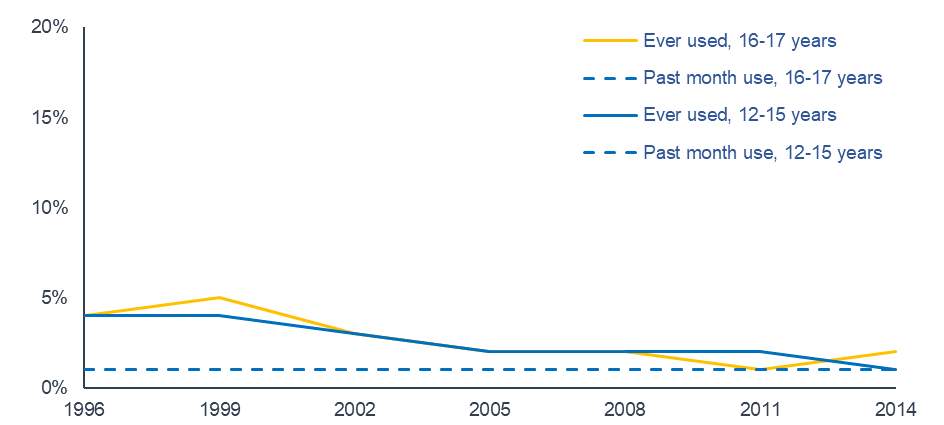 20%
Ever used, 16-17 years
Past month use, 16-17 years
15%
Ever used, 12-15 years
Past month use, 12-15 years
10%
5%
0%
1996 1999 2002 2005 2008 2011 2014